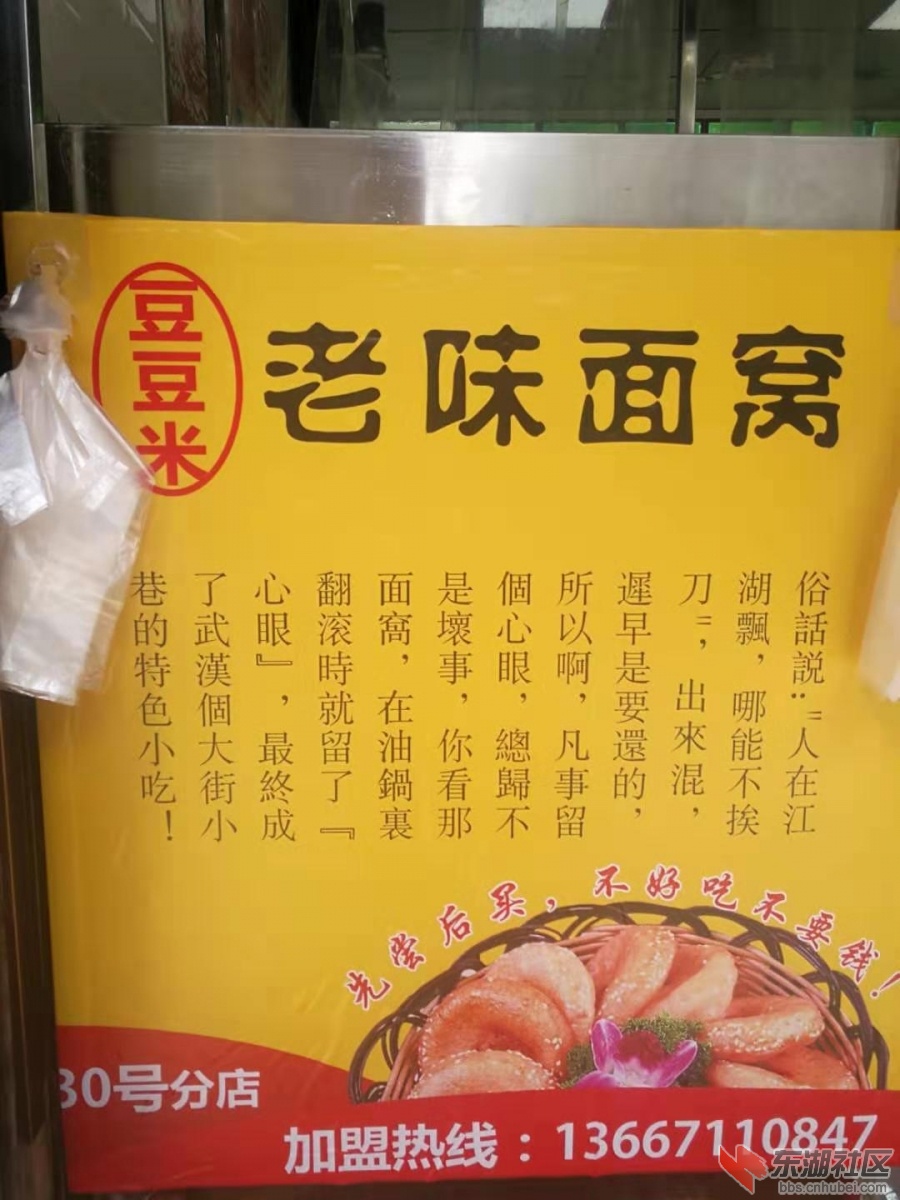 豆豆米
老味面窝
俗話説："人在江
湖飄，哪能不挨
刀"，出來混，
遲早是要還的，
所以啊，凡事留
個心眼，總歸不
是壞事，你看那
面窩，在油鍋裏
翻滚時就留了『
心眼』，最終成
了武漢個大街小
巷的特色小吃！
先尝后买，不好吃不要钱！
30号分店
加盟热线：13667110847
东湖社区
bbs.cnhubei.com